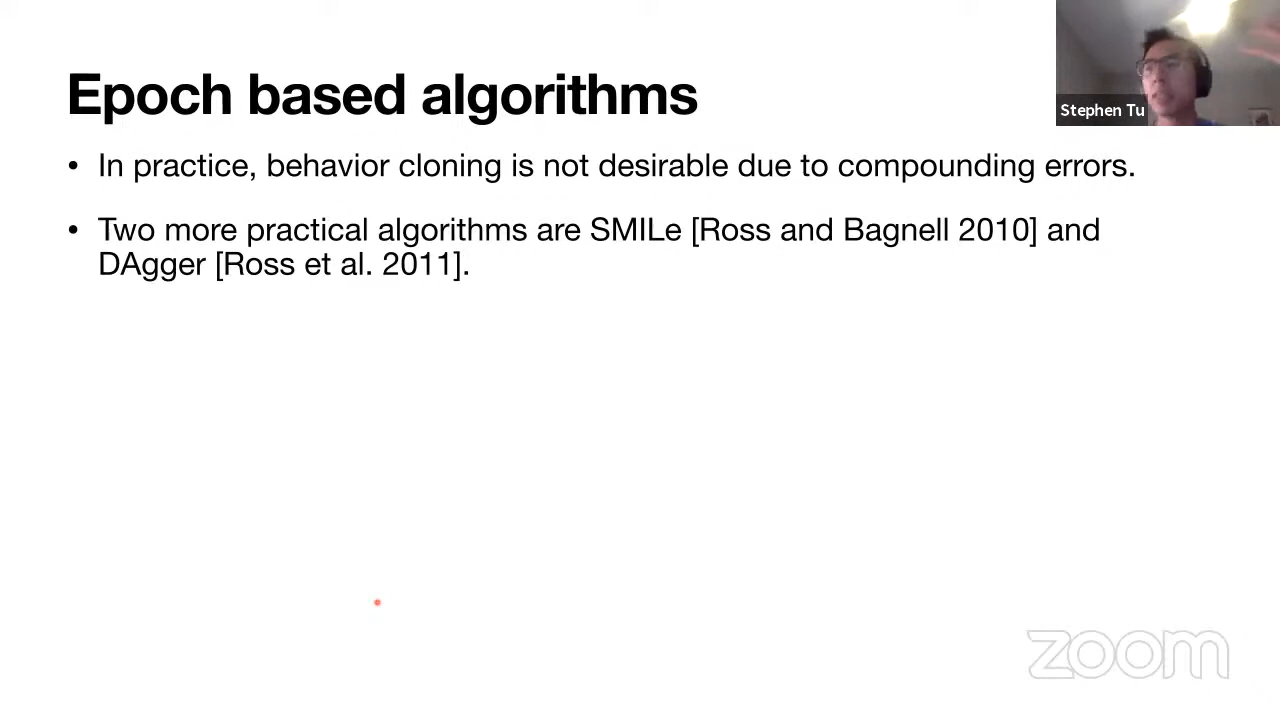 Epoch based algorithms
• In practice, behavior cloning is not desirable due to compounding errors.
• Two more practical algorithms are SMILe [Ross and Bagnell 2010] and
DAgger [Ross et al. 2011].
Stephen Tu
zoom